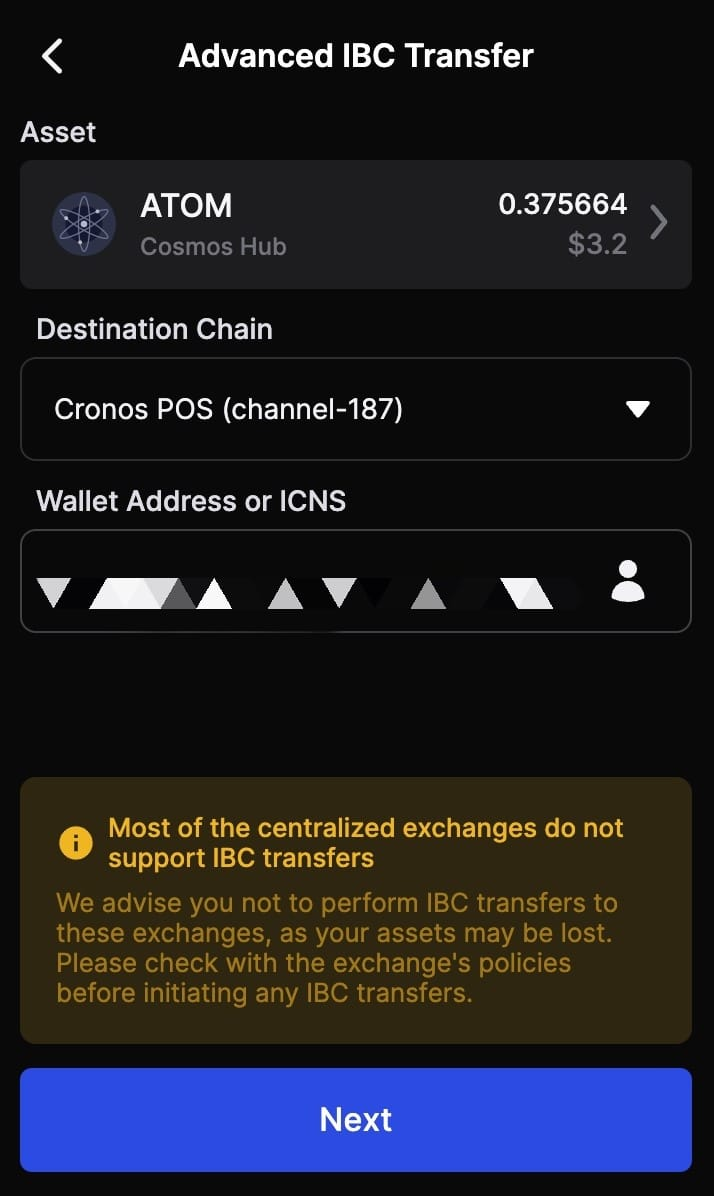 Advanced IBC Transfer
Asset
ATOM
0.375664
Cosmos Hub
$3.2
Destination Chain
Cronos POS (channel-187)
Wallet Address or ICNS
Most of the centralized exchanges do not
support IBC transfers
We advise you not to perform IBC transfers to
these exchanges, as your assets may be lost.
Please check with the exchange's policies
before initiating any IBC transfers.
Next